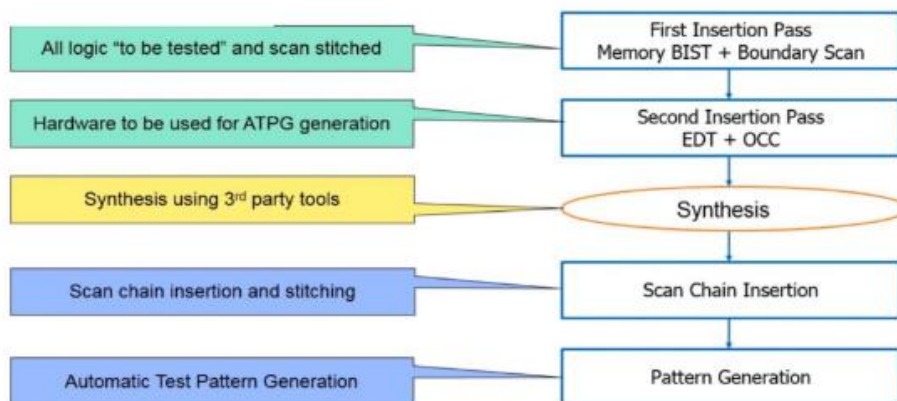 All logic “to be tested” and scan stitched
First Insertion Pass
Memory BIST + Boundary Scan
Hardware to be used for ATPG generation
Second Insertion Pass
EDT + OCC
Synthesis using 3rd party tools
Synthesis
Scan chain insertion and stitching
Scan Chain Insertion
Automatic Test Pattern Generation
Pattern Generation